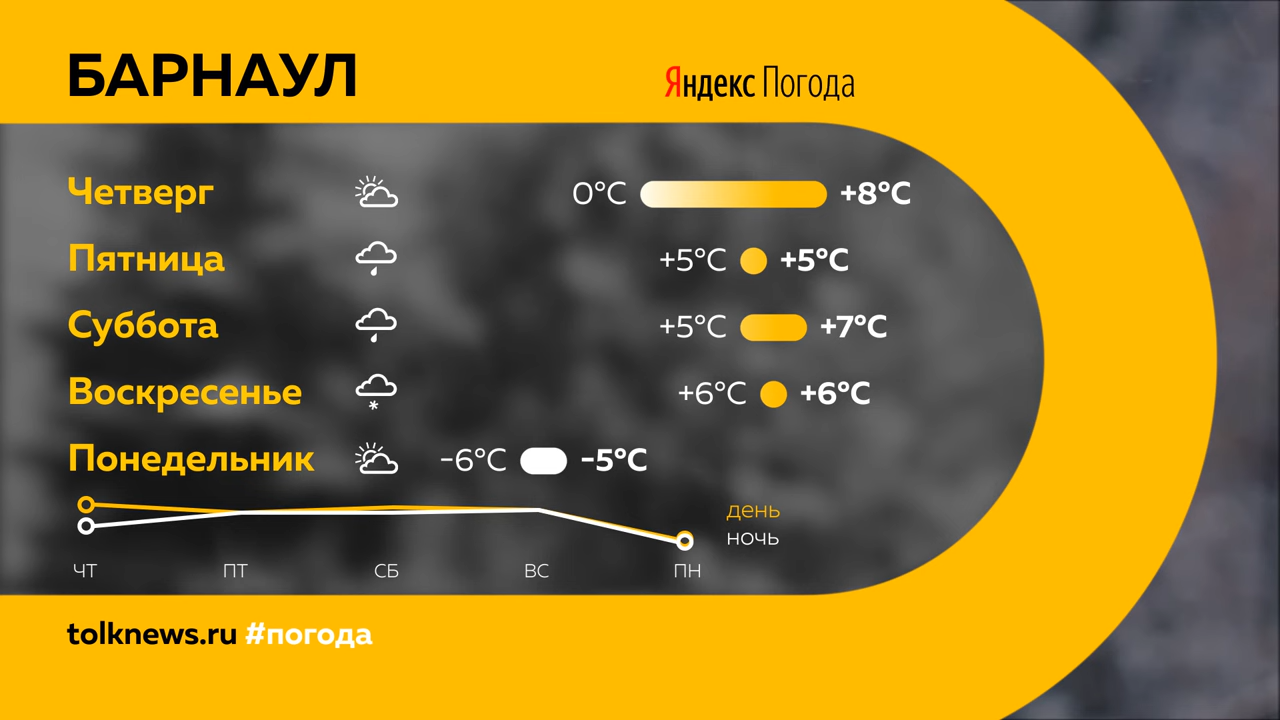 БАРНАУЛ
Яндекс Погода
Четверг 0°C +8°C
Пятница +5°C +5°C
Суббота +5°C +7°C
Воскресенье +6°C +6°C
Понедельник -6°C -5°C
день
ночь
ЧТ ПТ СБ ВС ПН
tolknews.ru #погода